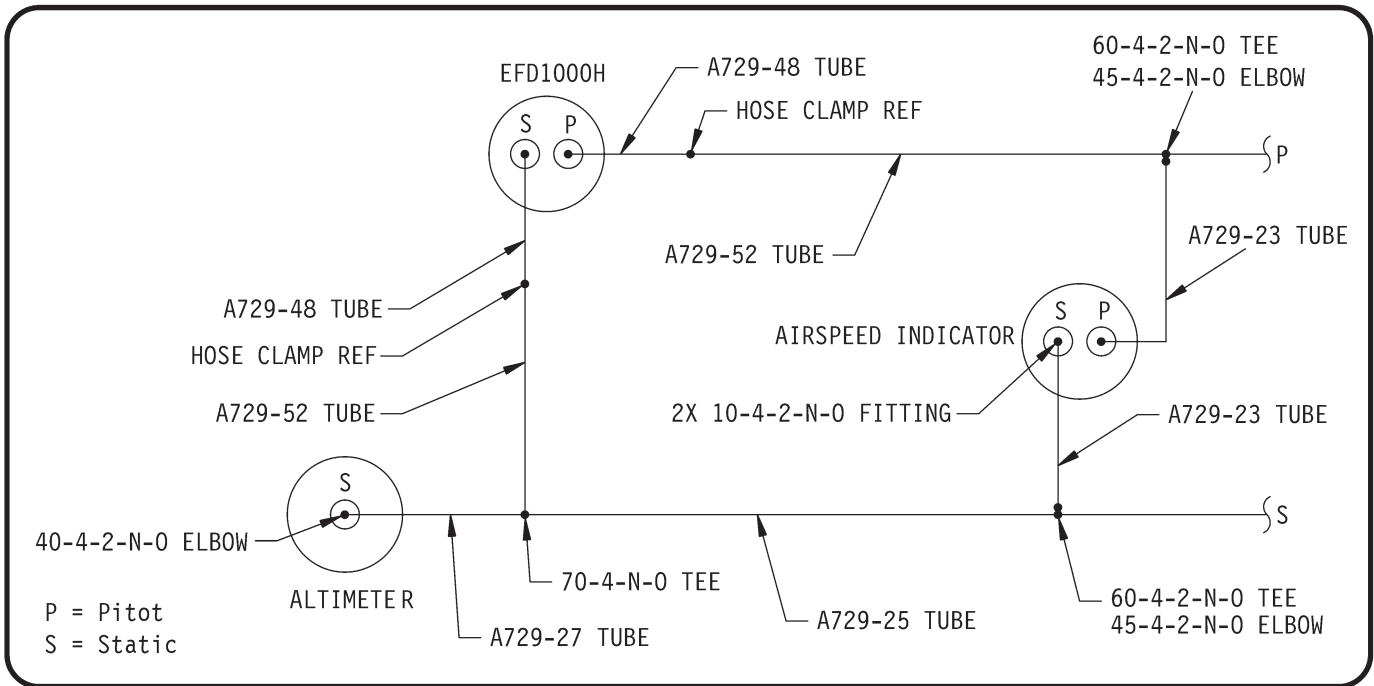 60-4-2-N-O TEE
45-4-2-N-O ELBOW
EFD1000H
A729-48 TUBE
HOSE CLAMP REF
S P
P
A729-52 TUBE
A729-23 TUBE
A729-48 TUBE
S P
AIRSPEED INDICATOR
HOSE CLAMP REF
A729-52 TUBE
2X 10-4-2-N-O FITTING
A729-23 TUBE
S
S
40-4-2-N-O ELBOW
70-4-N-O TEE
ALTIMETER
60-4-2-N-O TEE
45-4-2-N-O ELBOW
P = Pitot
A729-25 TUBE
A729-27 TUBE
S = Static